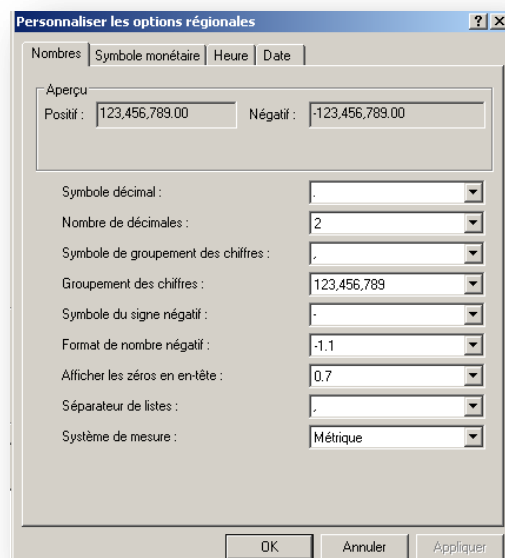 Personnaliser les options régionales
Nombres Symbole monétaire Heure Date
Aperçu
Positif : 123,456,789.00 Négatif : -123,456,789.00
Symbole décimal : .
Nombre de décimales : 2
Symbole de groupement des chiffres : ,
Groupement des chiffres : 123,456,789
Symbole du signe négatif : -
Format de nombre négatif : -1.1
Afficher les zéros en en-tête : 0.7
Séparateur de listes : ,
Système de mesure : Métrique
OK Annuler Appliquer